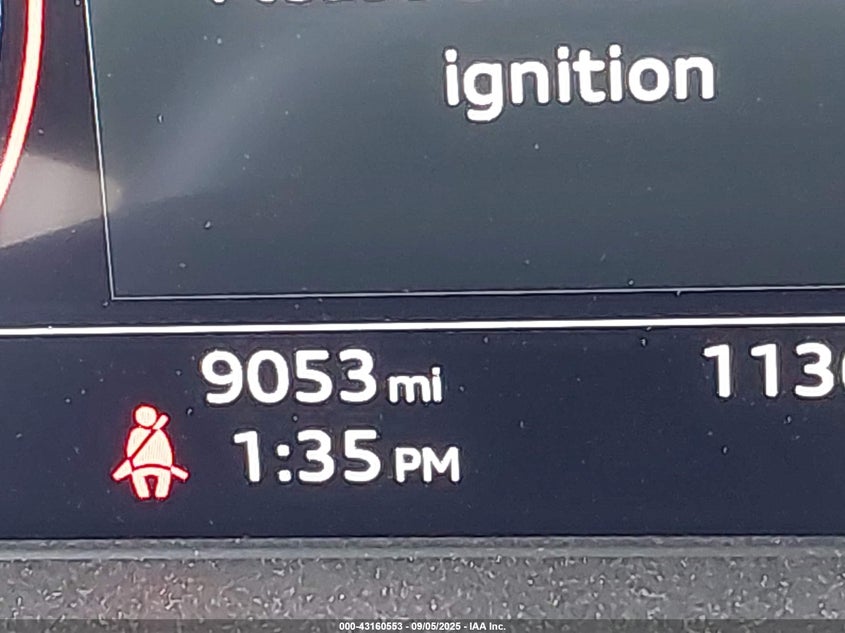 ignition
9053 mi
1:35 PM
000-43160553 - 09/05/2025 - IAA Inc.